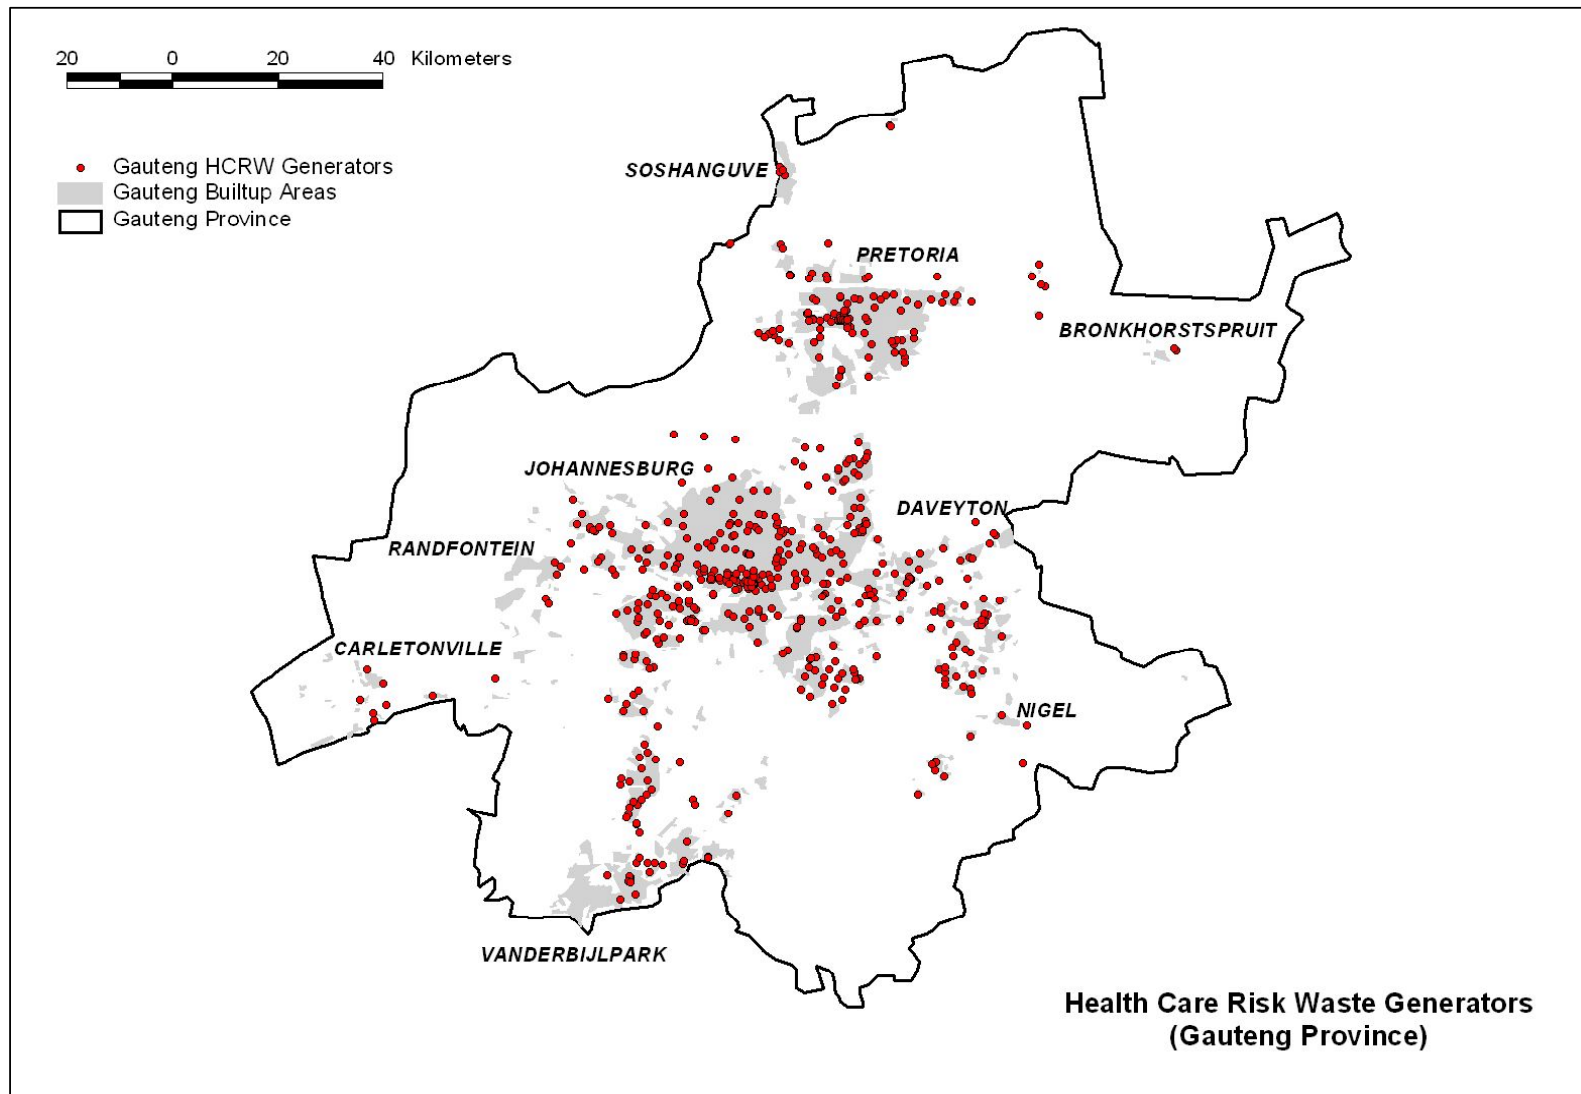 20 0 20 40 Kilometers
Gauteng HCRW Generators
Gauteng Builtup Areas
Gauteng Province
SOSHANGUVE
PRETORIA
BRONKHORSTSPRUIT
JOHANNESBURG
DAVEYTON
RANDFONTEIN
CARLETONVILLE
NIGEL
VANDERBIJLPARK
Health Care Risk Waste Generators
(Gauteng Province)